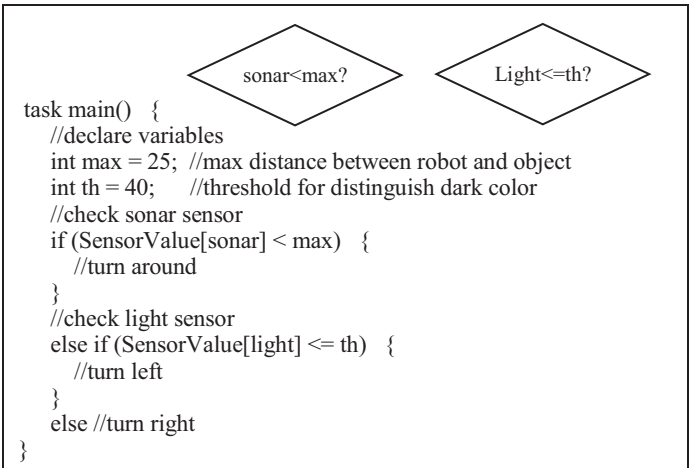 sonar<max?
Light<=th?
task main()   {
//declare variables
int max = 25;  //max distance between robot and object
int th = 40;    //threshold for distinguish dark color
//check sonar sensor
if (SensorValue[sonar] < max)   {
//turn around
}
//check light sensor
else if (SensorValue[light] <= th)   {
//turn left
}
else //turn right
}